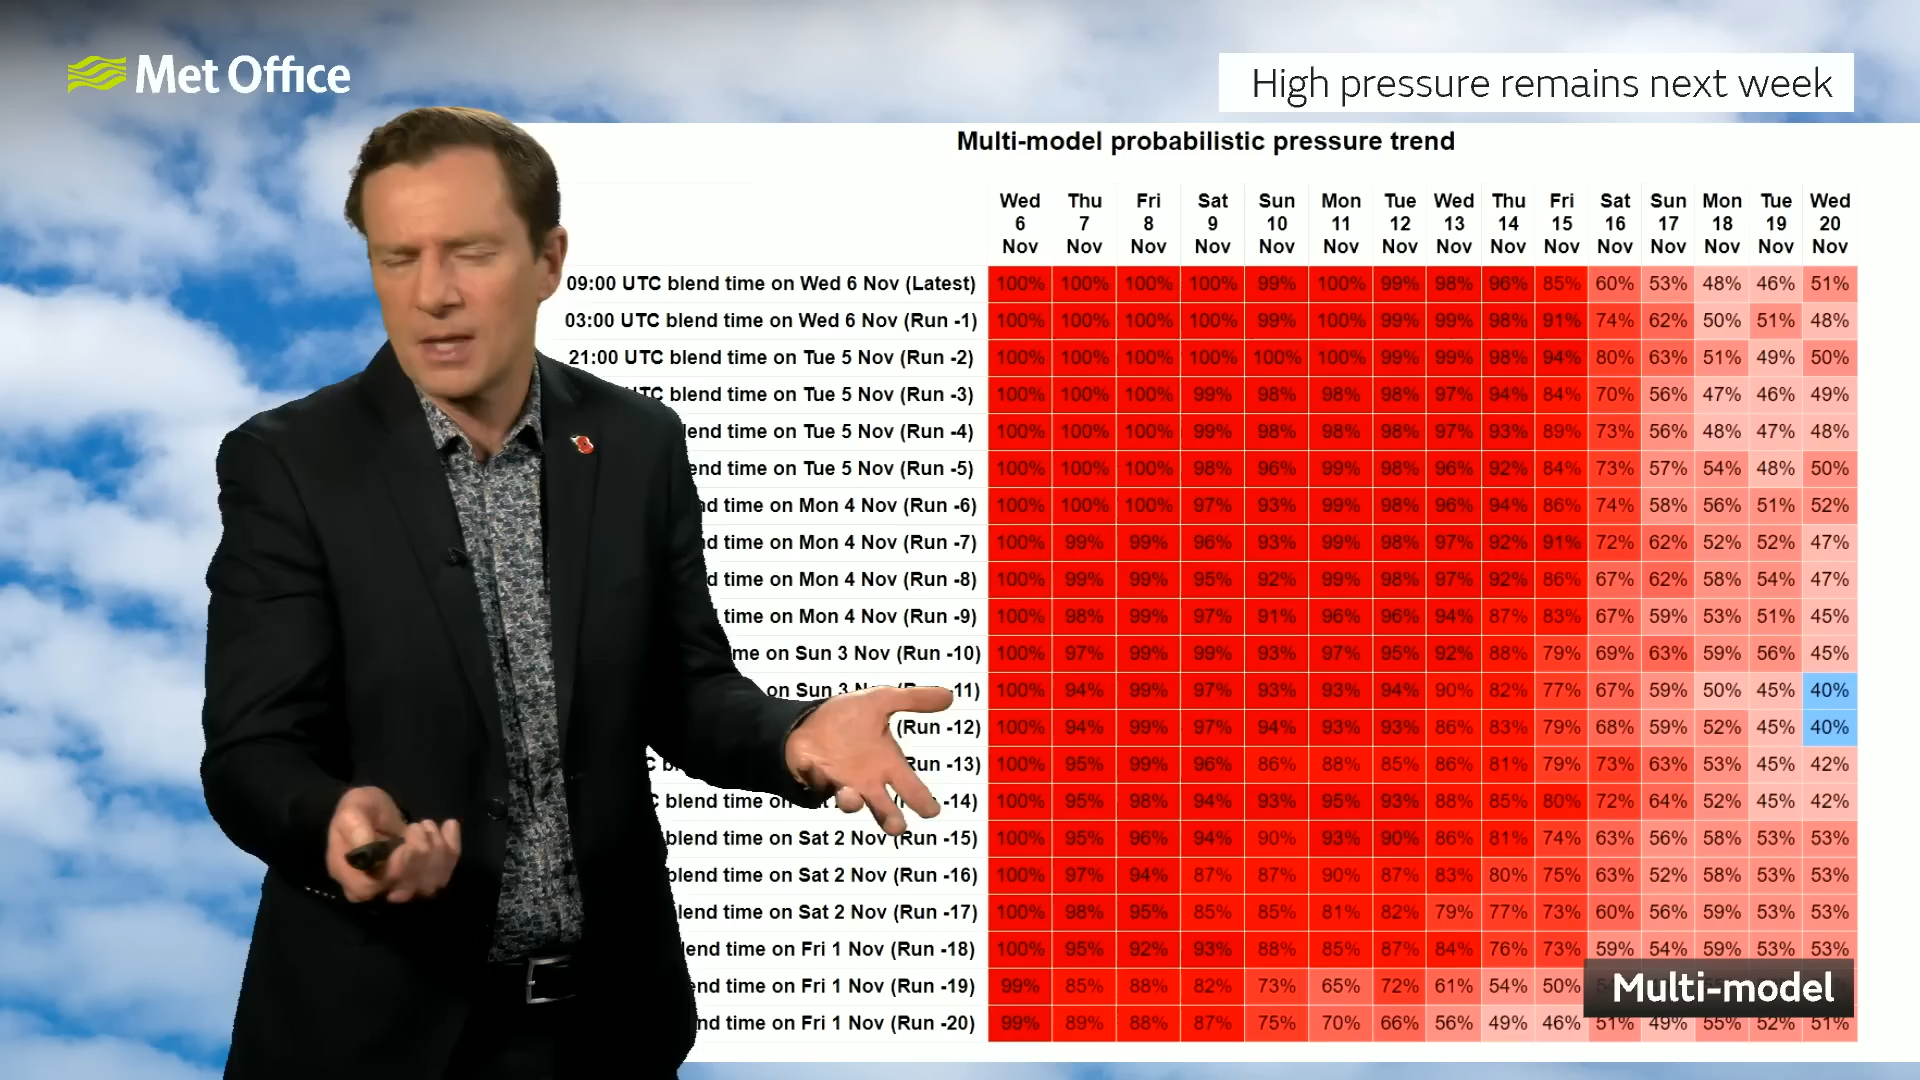 Met Office
High pressure remains next week
Multi-model probabilistic pressure trend
Wed 6 Nov Thu 7 Nov Fri 8 Nov Sat 9 Nov Sun 10 Nov Mon 11 Nov Tue 12 Nov Wed 13 Nov Thu 14 Nov Fri 15 Nov Sat 16 Nov Sun 17 Nov Mon 18 Nov Tue 19 Nov Wed 20 Nov
09:00 UTC blend time on Wed 6 Nov (Latest) 100% 100% 100% 100% 99% 100% 99% 98% 96% 85% 60% 53% 48% 46% 51%
03:00 UTC blend time on Wed 6 Nov (Run -1) 100% 100% 100% 100% 99% 100% 99% 99% 98% 91% 74% 62% 50% 51% 48%
21:00 UTC blend time on Tue 5 Nov (Run -2) 100% 100% 100% 100% 100% 100% 99% 99% 98% 94% 80% 63% 51% 49% 50%
blend time on Tue 5 Nov (Run -3) 100% 100% 100% 99% 98% 98% 98% 97% 94% 84% 70% 56% 47% 46% 49%
time on Tue 5 Nov (Run -4) 100% 100% 100% 99% 98% 98% 98% 97% 93% 89% 73% 56% 48% 47% 48%
time on Tue 5 Nov (Run -5) 100% 100% 100% 98% 96% 99% 98% 96% 92% 84% 73% 57% 54% 48% 50%
time on Mon 4 Nov (Run -6) 100% 100% 100% 97% 93% 99% 98% 96% 94% 86% 74% 58% 56% 51% 52%
time on Mon 4 Nov (Run -7) 100% 99% 99% 96% 93% 99% 98% 97% 92% 91% 72% 62% 52% 52% 47%
time on Mon 4 Nov (Run -8) 100% 99% 99% 95% 92% 99% 98% 97% 92% 86% 67% 62% 58% 54% 47%
time on Mon 4 Nov (Run -9) 100% 98% 99% 97% 91% 96% 96% 94% 87% 83% 67% 59% 53% 51% 45%
on Sun 3 Nov (Run -10) 100% 97% 99% 99% 93% 97% 95% 92% 88% 79% 69% 63% 59% 56% 45%
on Sun 3 -11) 100% 94% 99% 97% 93% 93% 94% 90% 82% 77% 67% 59% 50% 45% 40%
(Run -12) 100% 94% 99% 97% 94% 93% 93% 86% 83% 79% 68% 59% 52% 45% 40%
-13) 100% 95% 99% 96% 86% 88% 85% 86% 81% 79% 73% 63% 53% 45% 42%
blend time -14) 100% 95% 98% 94% 93% 95% 93% 88% 85% 80% 72% 64% 52% 45% 42%
blend time on Sat 2 Nov (Run -15) 100% 95% 96% 94% 90% 93% 90% 86% 81% 74% 63% 56% 58% 53% 53%
blend time on Sat 2 Nov (Run -16) 100% 97% 94% 87% 87% 90% 87% 83% 80% 75% 63% 52% 58% 53% 53%
time on Sat 2 Nov (Run -17) 100% 98% 95% 85% 85% 81% 82% 79% 77% 73% 60% 56% 59% 53% 53%
time on Fri 1 Nov (Run -18) 100% 95% 92% 93% 88% 85% 87% 84% 76% 73% 59% 54% 59% 53% 53%
time on Fri 1 Nov (Run -19) 99% 85% 88% 82% 73% 65% 72% 61% 54% 50%
time on Fri 1 Nov (Run -20) 99% 89% 88% 87% 75% 70% 66% 56% 49% 46% 51% 49% 55% 52% 51%
Multi-model